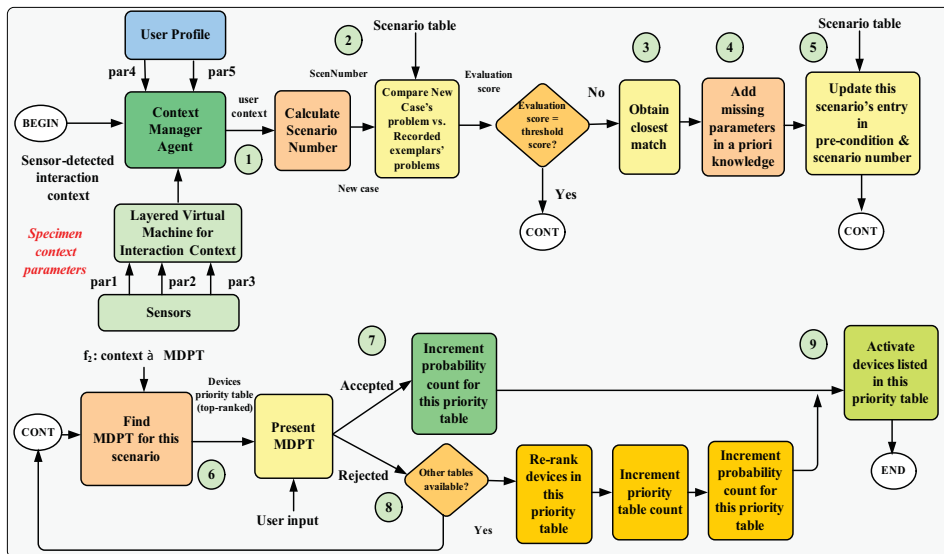 User Profile
par4
par5
BEGIN
Context
Manager
Agent
Sensor-detected
interaction
context
1
user
context
Calculate
Scenario
Number
ScenNumber
New case
2
Scenario table
Compare New
Case's
problem vs.
Recorded
exemplars'
problems
Evaluation
score
Evaluation
score =
threshold
score?
No
Yes
CONT
3
Obtain
closest
match
4
Add
missing
parameters
in a priori
knowledge
5
Scenario table
Update this
scenario's entry
in
pre-condition &
scenario number
CONT
Layered Virtual
Machine for
Interaction Context
Specimen
context
parameters
par1
par2
par3
Sensors
f₂: context à MDPT
CONT
Find
MDPT for this
scenario
6
Devices
priority table
(top-ranked)
Present
MDPT
User input
Accepted
Rejected
7
Increment
probability
count for
this priority
table
8
Other tables
available?
Yes
Re-rank
devices in
this
priority
table
Increment
priority
table count
Increment
probability
count for
this priority
table
9
Activate
devices listed
in this
priority table
END